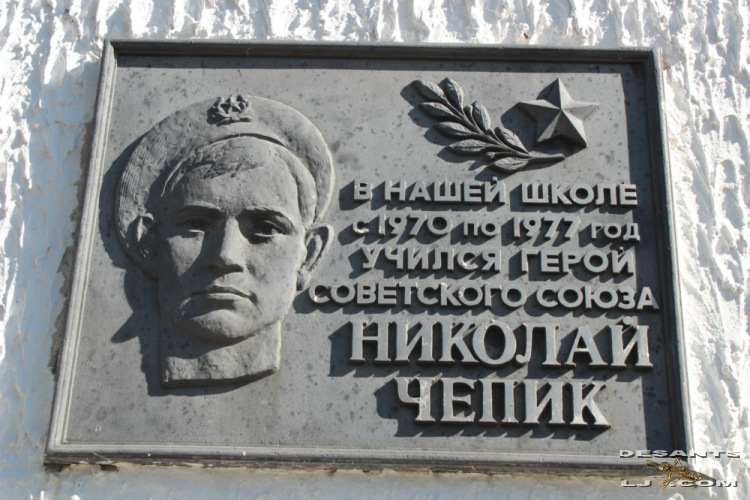 В НАШЕЙ ШКОЛЕ
С 1970 ПО 1977 ГОД
УЧИЛСЯ ГЕРОЙ
СОВЕТСКОГО СОЮЗА
НИКОЛАЙ
ЧЕПИК
DESANTS
LJ.COM